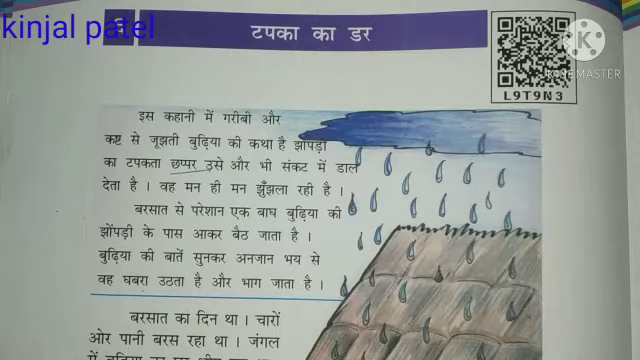 kinjal patel
टपका का डर
L9T9N3
KINEMASTER
इस कहानी में गरीबी और
कष्ट से जूझती बुढ़िया की कथा है झोंपड़ी
का टपकता छप्पर उसे और भी संकट में डाल
देता है । वह मन ही मन झुँझला रही है ।
बरसात से परेशान एक बाघ बुढ़िया की
झोंपड़ी के पास आकर बैठ जाता है ।
बुढ़िया की बातें सुनकर अनजान भय से
वह घबरा उठता है और भाग जाता है ।
बरसात का दिन था । चारों
ओर पानी बरस रहा था । जंगल